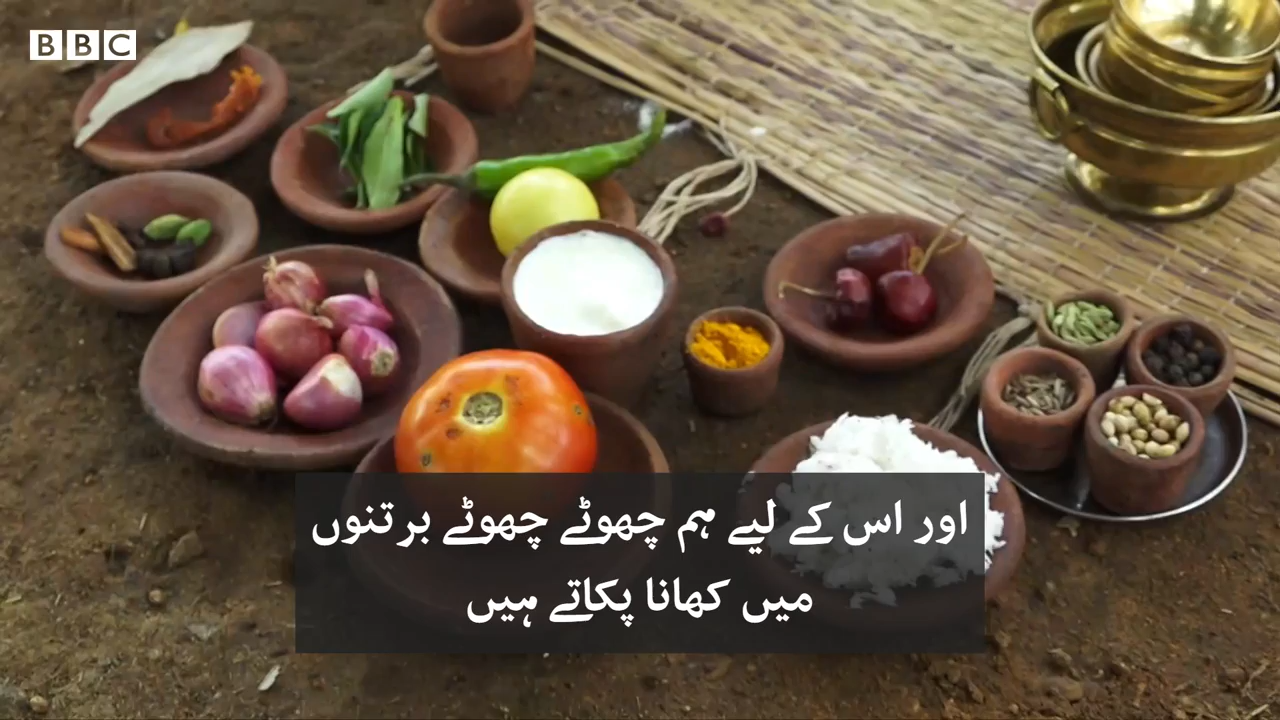 BBC
اور اس کے لیے ہم چھوٹے چھوٹے برتنوں
میں کھانا پکاتے ہیں